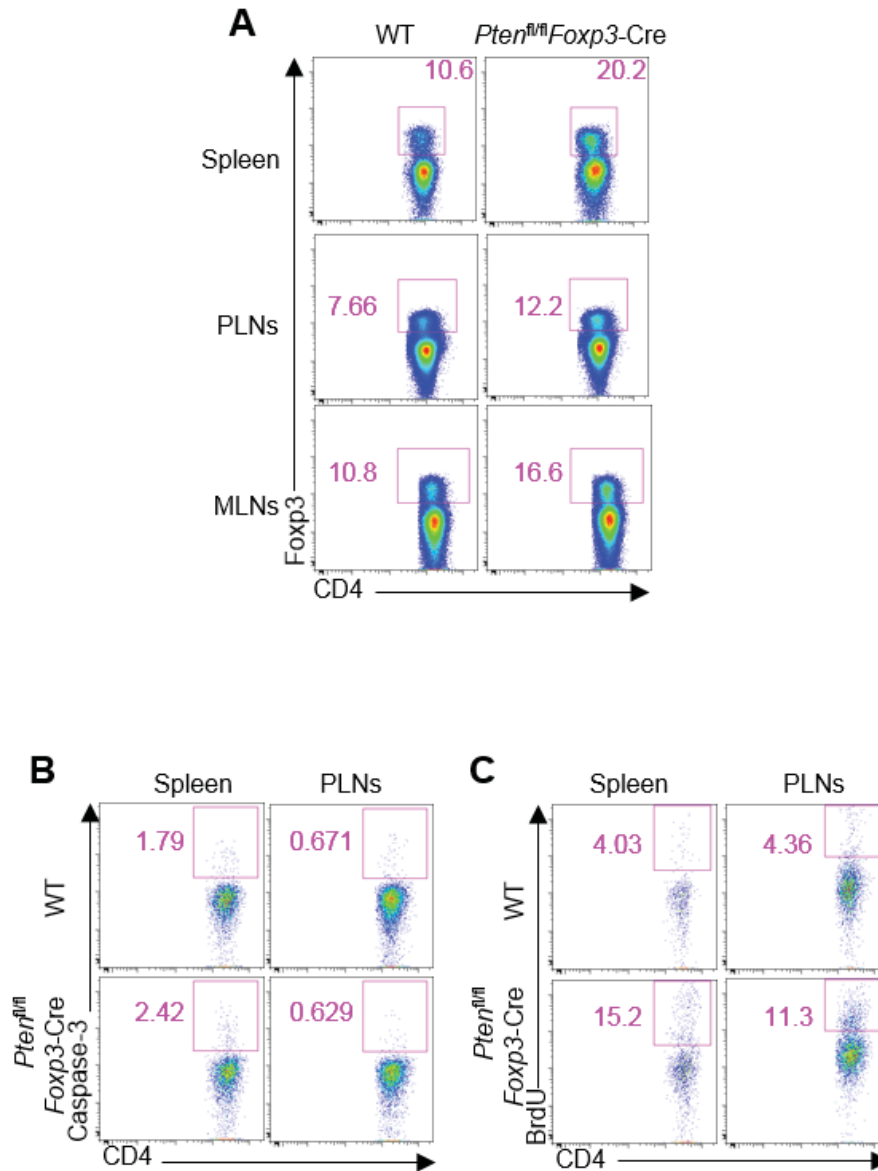 A
WT Pten^fl/fl Foxp3-Cre
10.6 20.2
Spleen
7.66 12.2
PLNs
10.8 16.6
MLNs
Foxp3
CD4
B
Spleen PLNs
1.79 0.671
WT
2.42 0.629
Pten^fl/fl
Foxp3-Cre
Caspase-3
CD4
C
Spleen PLNs
4.03 4.36
WT
15.2 11.3
Pten^fl/fl
Foxp3-Cre
BrdU
CD4